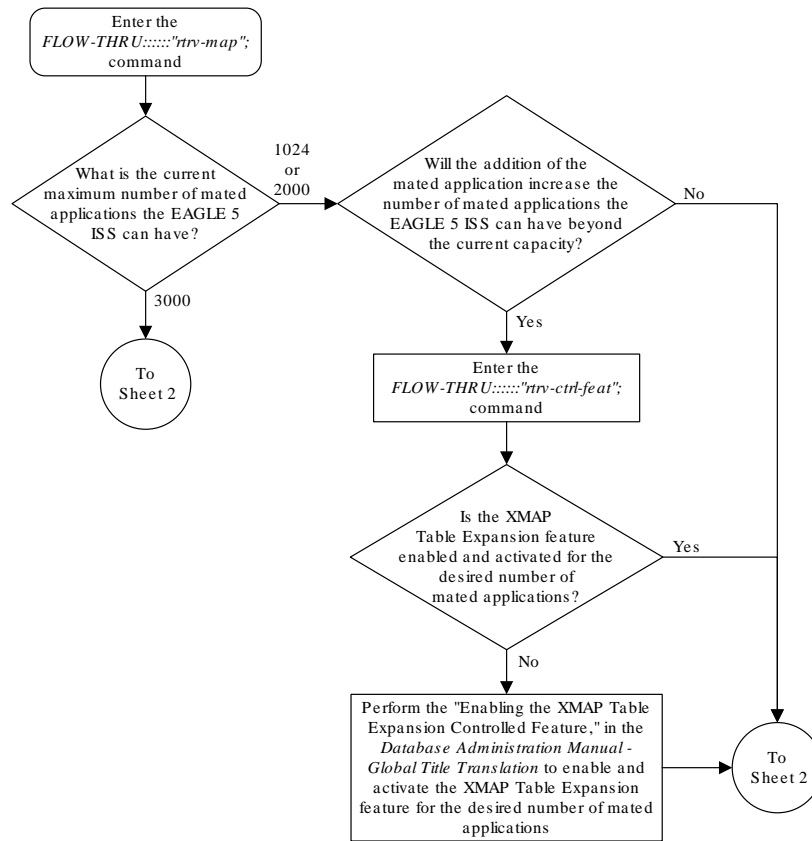 Enter the
FLOW-THRU::::::"rtrv-map";
command
What is the current
maximum number of mated
applications the EAGLE 5
ISS can have?
1024
or
2000
3000
To
Sheet 2
Will the addition of the
mated application increase the
number of mated applications the
EAGLE 5 ISS can have beyond
the current capacity?
No
Yes
Enter the
FLOW-THRU::::::"rtrv-ctrl-feat";
command
Is the XMAP
Table Expansion feature
enabled and activated for the
desired number of
mated applications?
Yes
No
Perform the "Enabling the XMAP Table
Expansion Controlled Feature," in the
Database Administration Manual -
Global Title Translation to enable and
activate the XMAP Table Expansion
feature for the desired number of mated
applications
To
Sheet 2